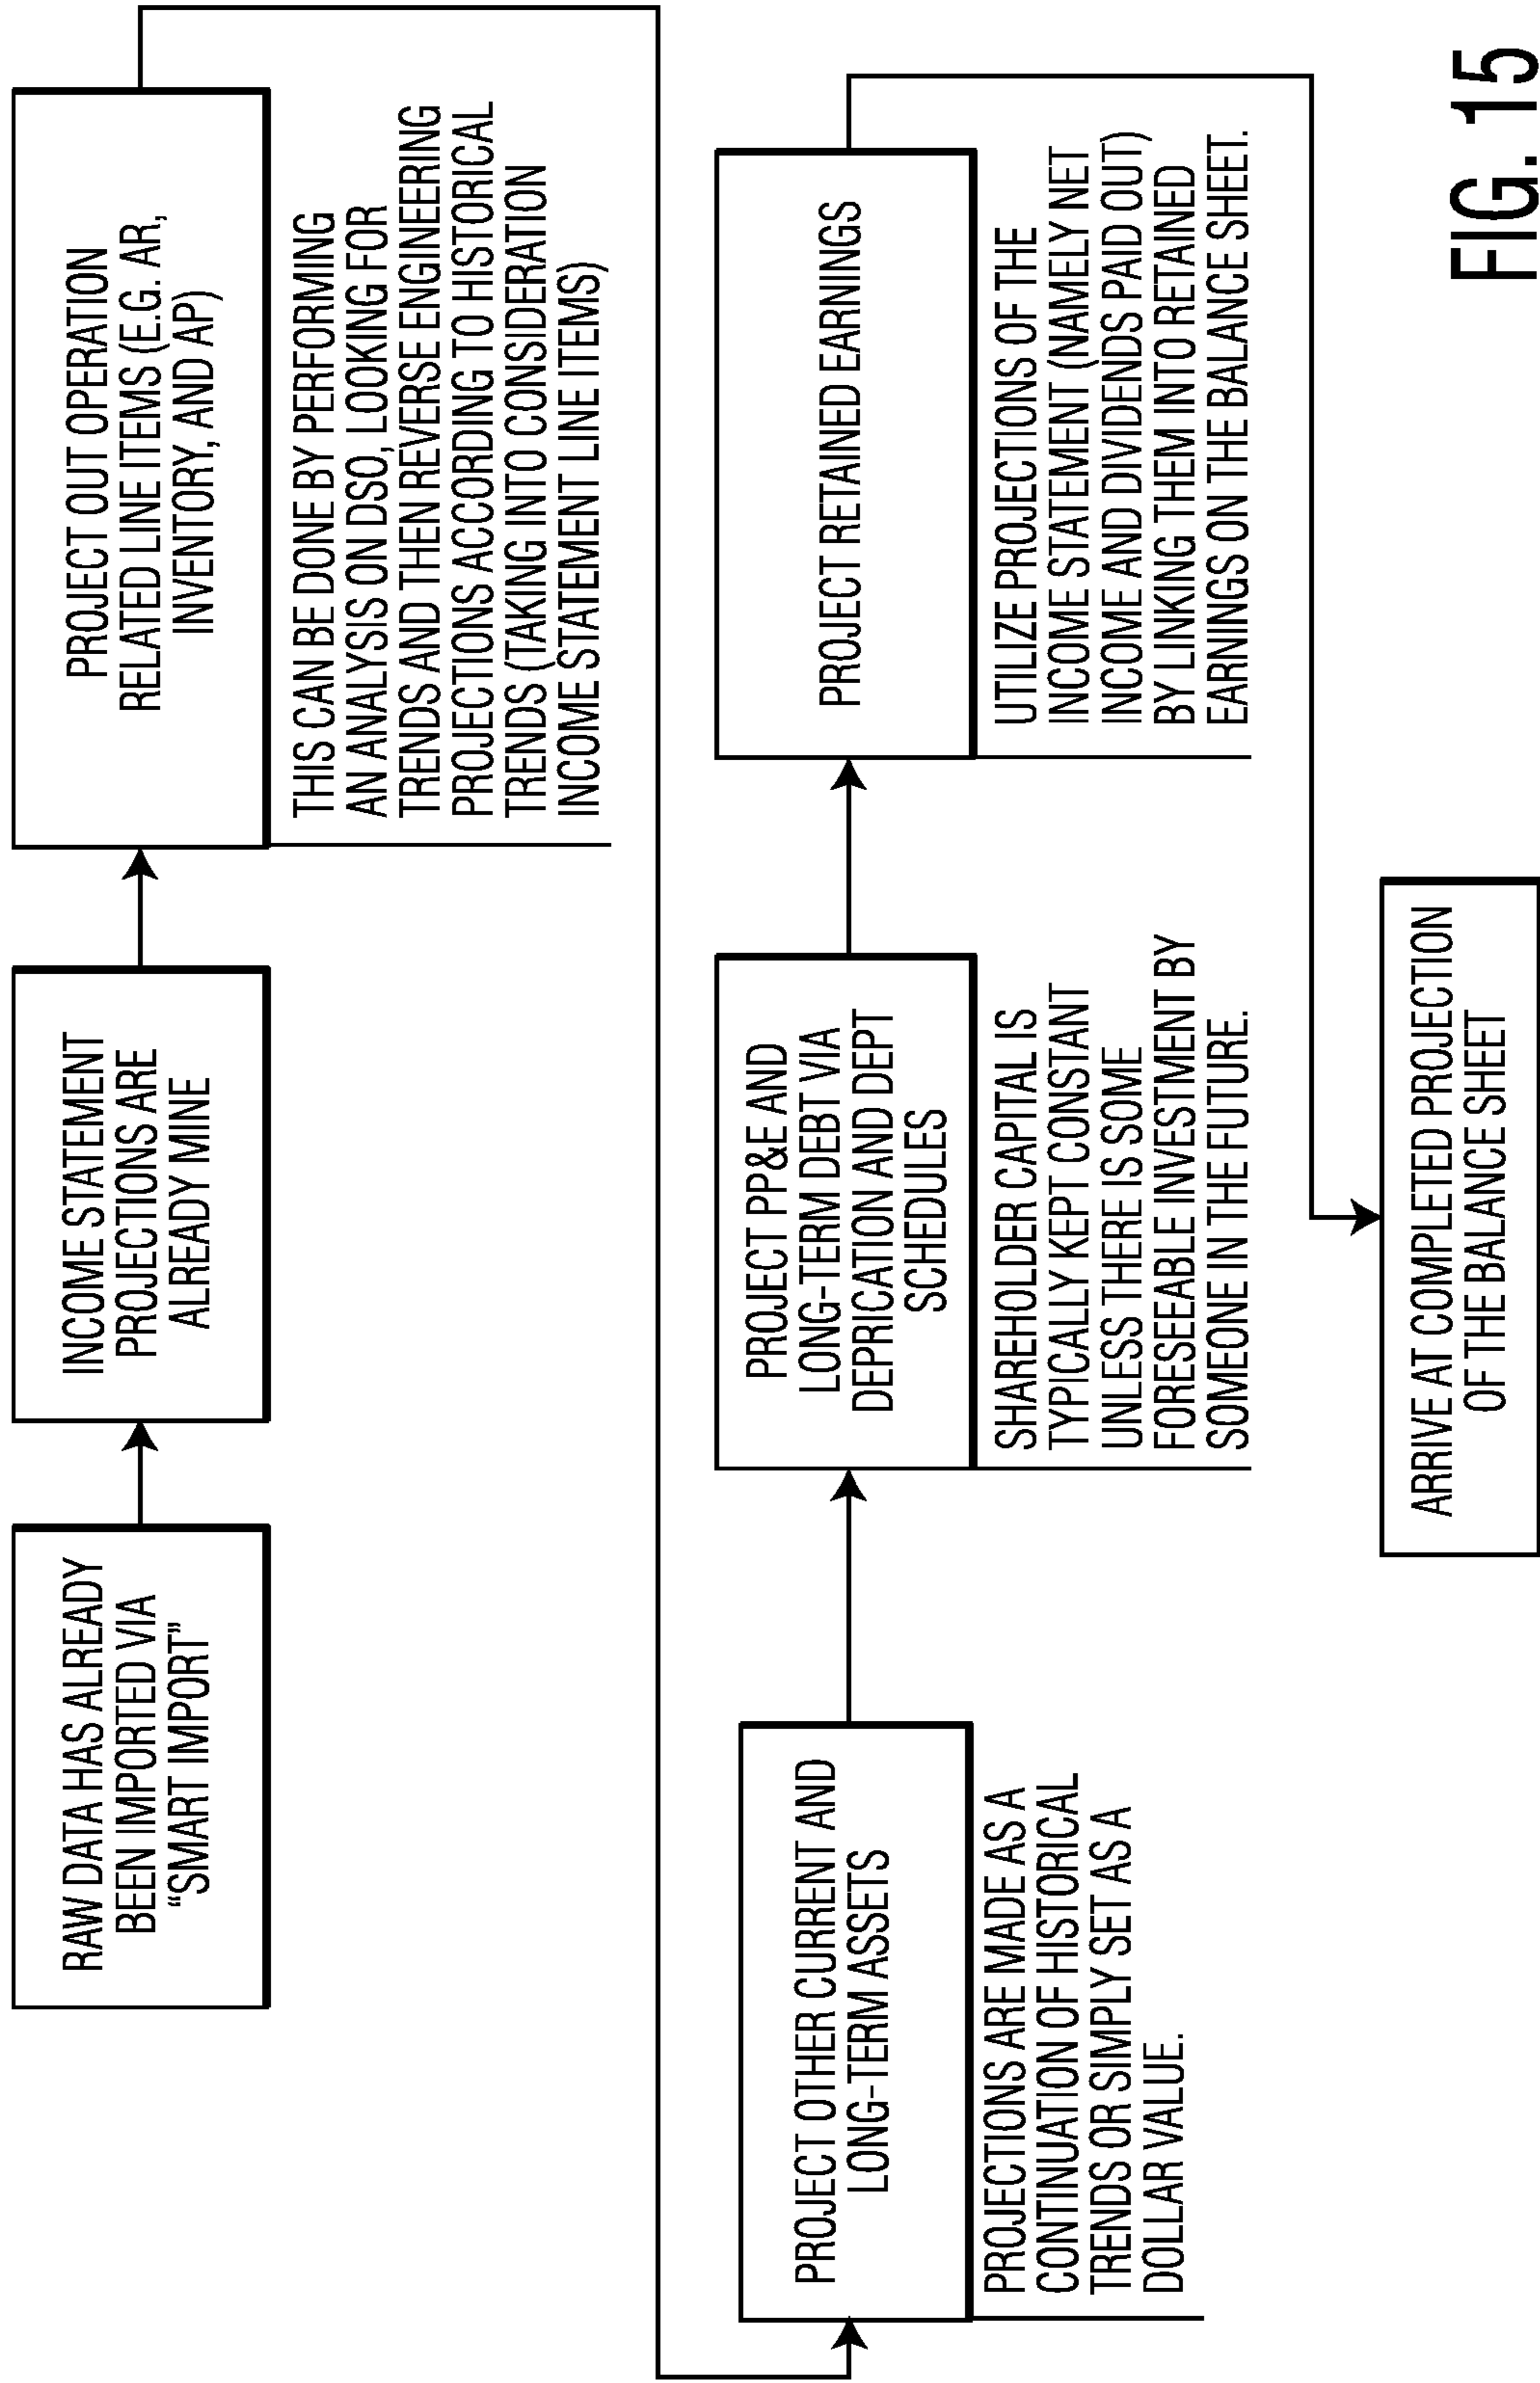 RAW DATA HAS ALREADY
BEEN IMPORTED VIA
“SMART IMPORT”
INCOME STATEMENT
PROJECTIONS ARE
ALREADY MINE
PROJECT OUT OPERATION
RELATED LINE ITEMS (E.G. AR,
INVENTORY, AND AP)
THIS CAN BE DONE BY PERFORMING
AN ANALYSIS ON DSO, LOOKING FOR
TRENDS AND THEN REVERSE ENGINEERING
PROJECTIONS ACCORDING TO HISTORICAL
TRENDS (TAKING INTO CONSIDERATION
INCOME STATEMENT LINE ITEMS)
PROJECT OTHER CURRENT AND
LONG-TERM ASSETS
PROJECTIONS ARE MADE AS A
CONTINUATION OF HISTORICAL
TRENDS OR SIMPLY SET AS A
DOLLAR VALUE.
PROJECT PP&E AND
LONG-TERM DEBT VIA
DEPRICATION AND DEPT
SCHEDULES
SHAREHOLDER CAPITAL IS
TYPICALLY KEPT CONSTANT
UNLESS THERE IS SOME
FORESEEABLE INVESTMENT BY
SOMEONE IN THE FUTURE.
PROJECT RETAINED EARNINGS
UTILIZE PROJECTIONS OF THE
INCOME STATEMENT (NAMELY NET
INCOME AND DIVIDENDS PAID OUT)
BY LINKING THEM INTO RETAINED
EARNINGS ON THE BALANCE SHEET.
ARRIVE AT COMPLETED PROJECTION
OF THE BALANCE SHEET
FIG. 15